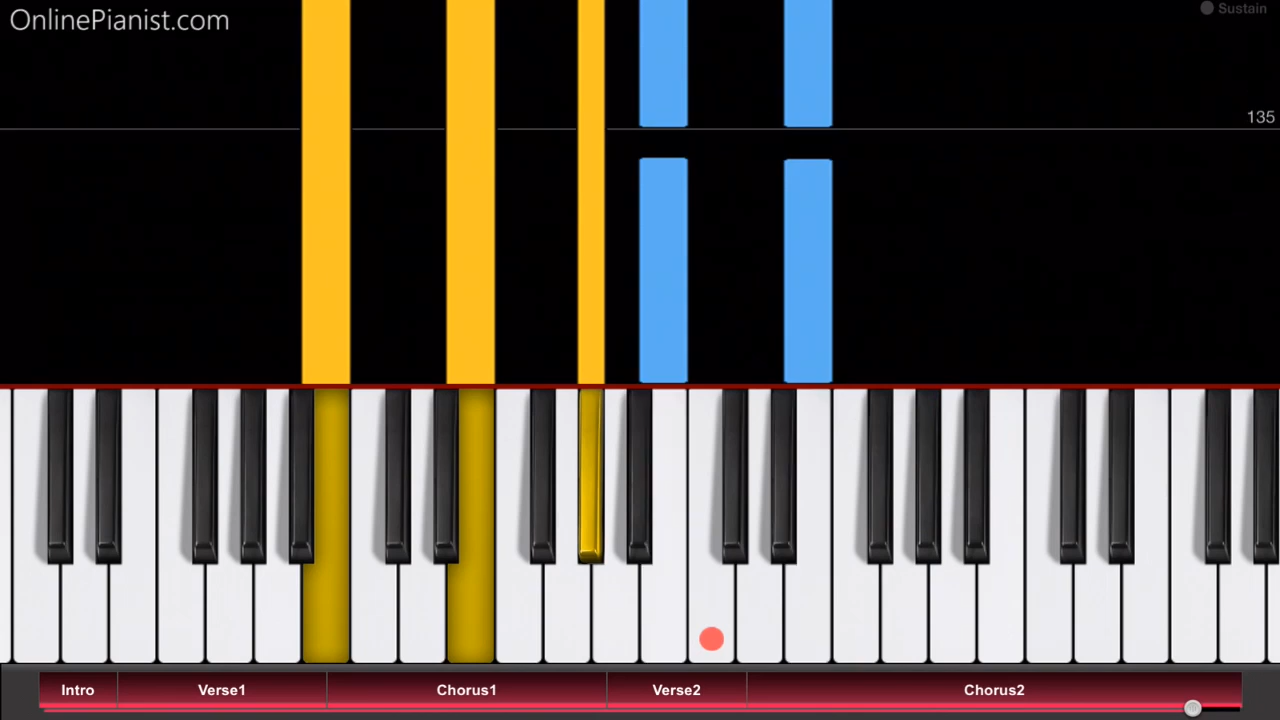 OnlinePianist.com
Sustain
135
Intro
Verse1
Chorus1
Verse2
Chorus2